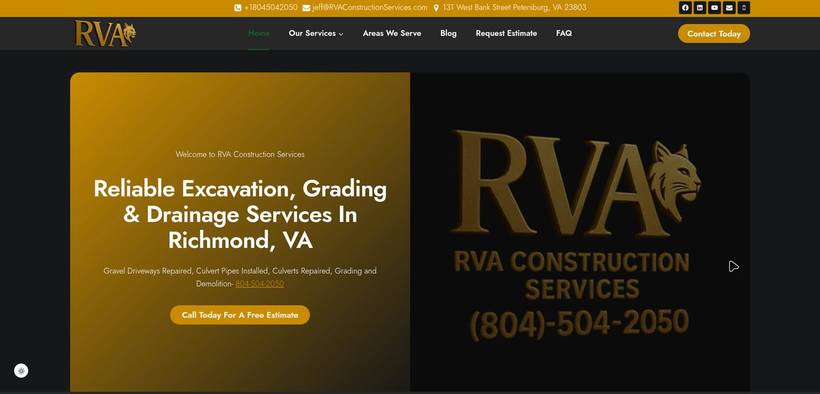 +18045042050 jeff@RVAConstructionServices.com 131 West Bank Street Petersburg, VA 23803
RVA
Home Our Services Areas We Serve Blog Request Estimate FAQ
Contact Today
Welcome to RVA Construction Services
Reliable Excavation, Grading
& Drainage Services In
Richmond, VA
Gravel Driveways Repaired, Culvert Pipes Installed, Culverts Repaired, Grading and
Demolition- 804-504-2050
Call Today For A Free Estimate
RVA
RVA CONSTRUCTION
SERVICES
(804)-504-2050